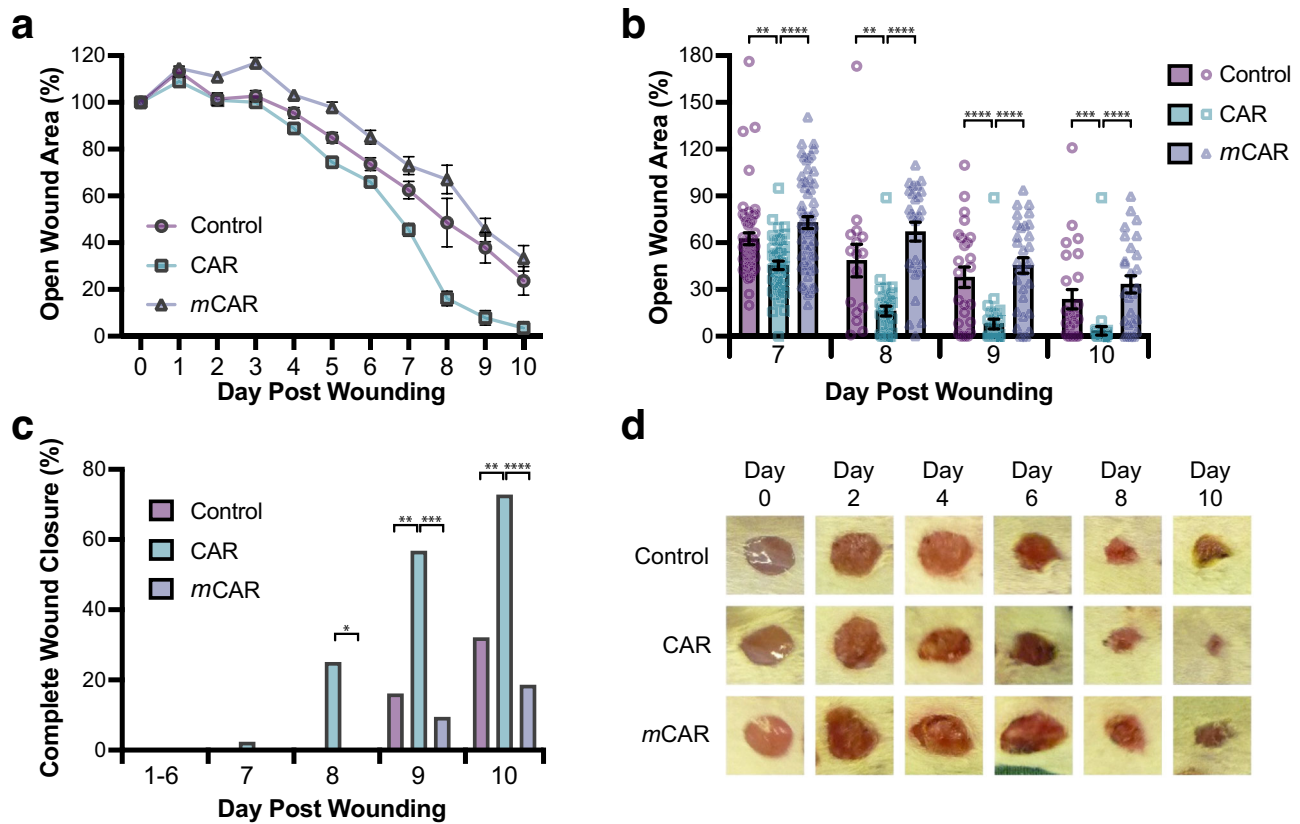 a
Open Wound Area (%)
120
100
80
60
40
20
0
Control
CAR
mCAR
0 1 2 3 4 5 6 7 8 9 10
Day Post Wounding
b
Open Wound Area (%)
180
150
120
90
60
30
0
** ****
** ****
**** ****
*** ****
7 8 9 10
Day Post Wounding
Control
CAR
mCAR
c
Complete Wound Closure (%)
80
60
40
20
0
Control
CAR
mCAR
*
** ***
** ****
1-6 7 8 9 10
Day Post Wounding
d
Day Day Day Day Day Day
0 2 4 6 8 10
Control
CAR
mCAR